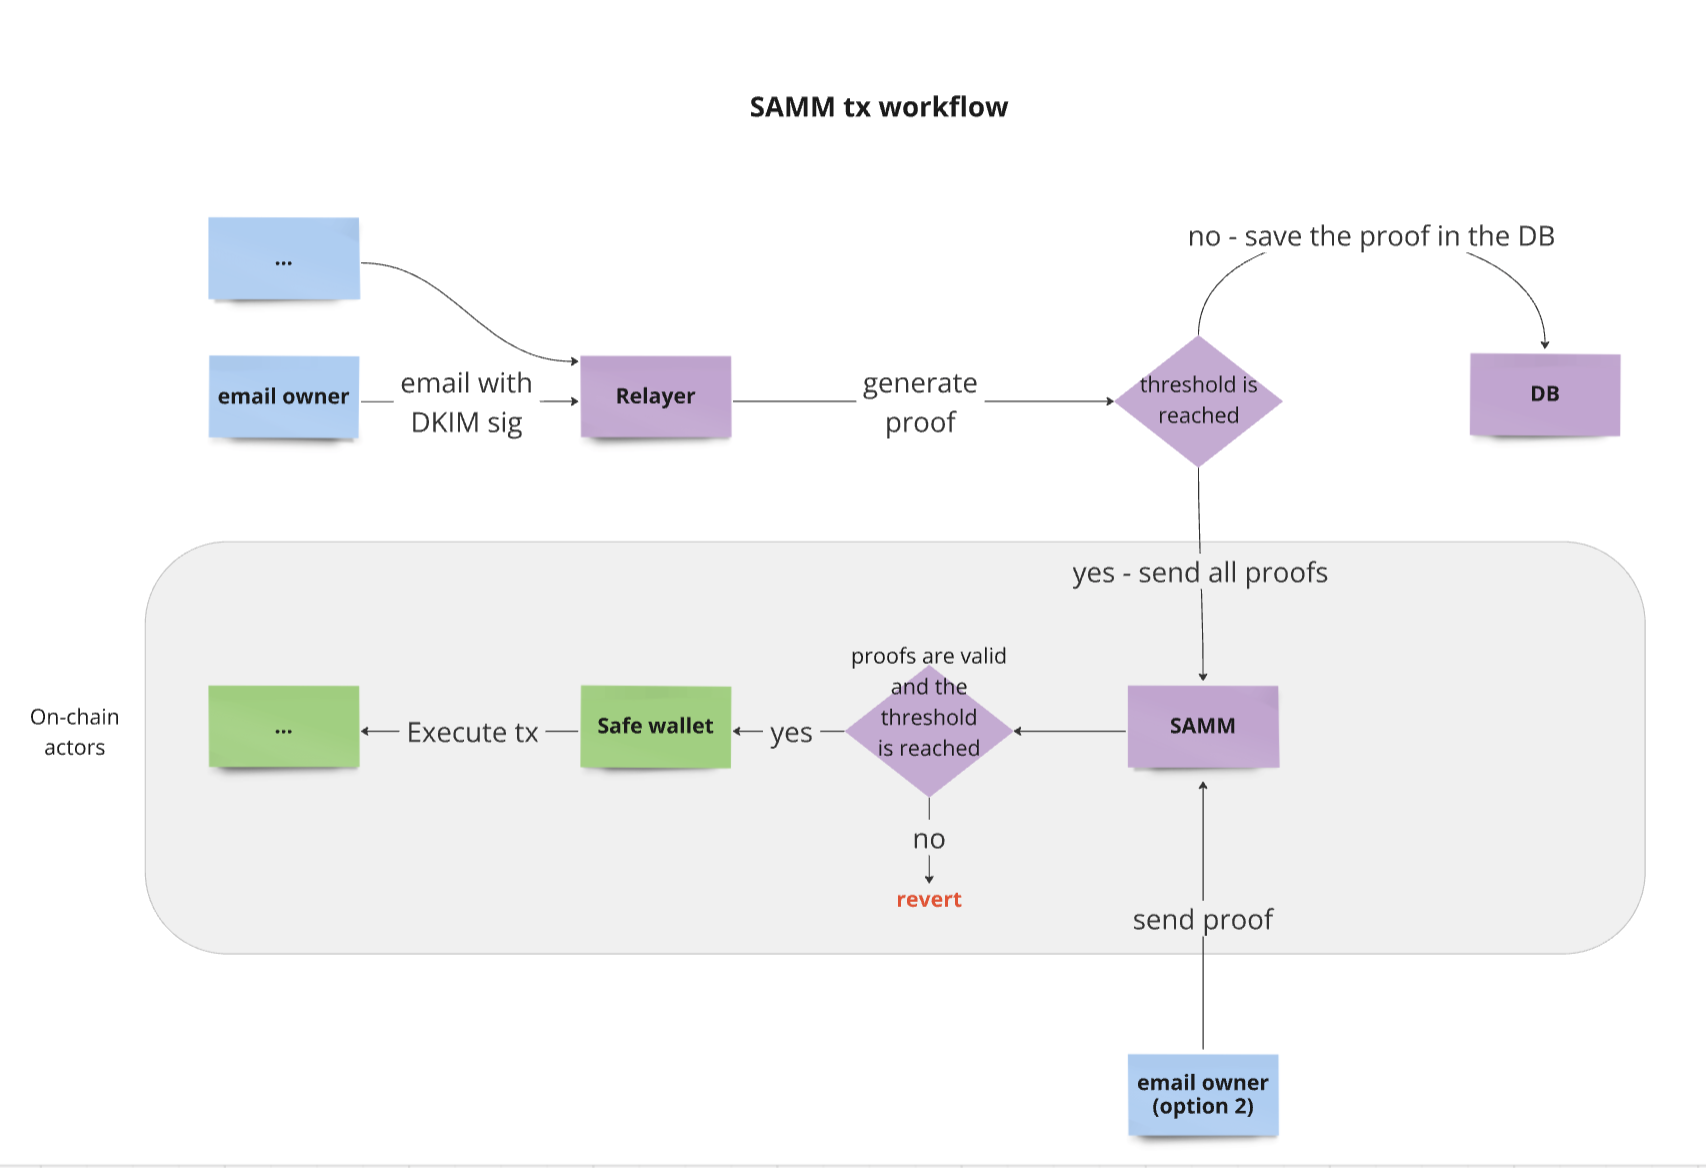 SAMM tx workflow
no - save the proof in the DB
...
email owner
email with
DKIM sig
Relayer
generate
proof
threshold is
reached
DB
yes - send all proofs
On-chain
actors
...
Execute tx
Safe wallet
yes
proofs are valid
and the
threshold
is reached
SAMM
no
revert
send proof
email owner
(option 2)